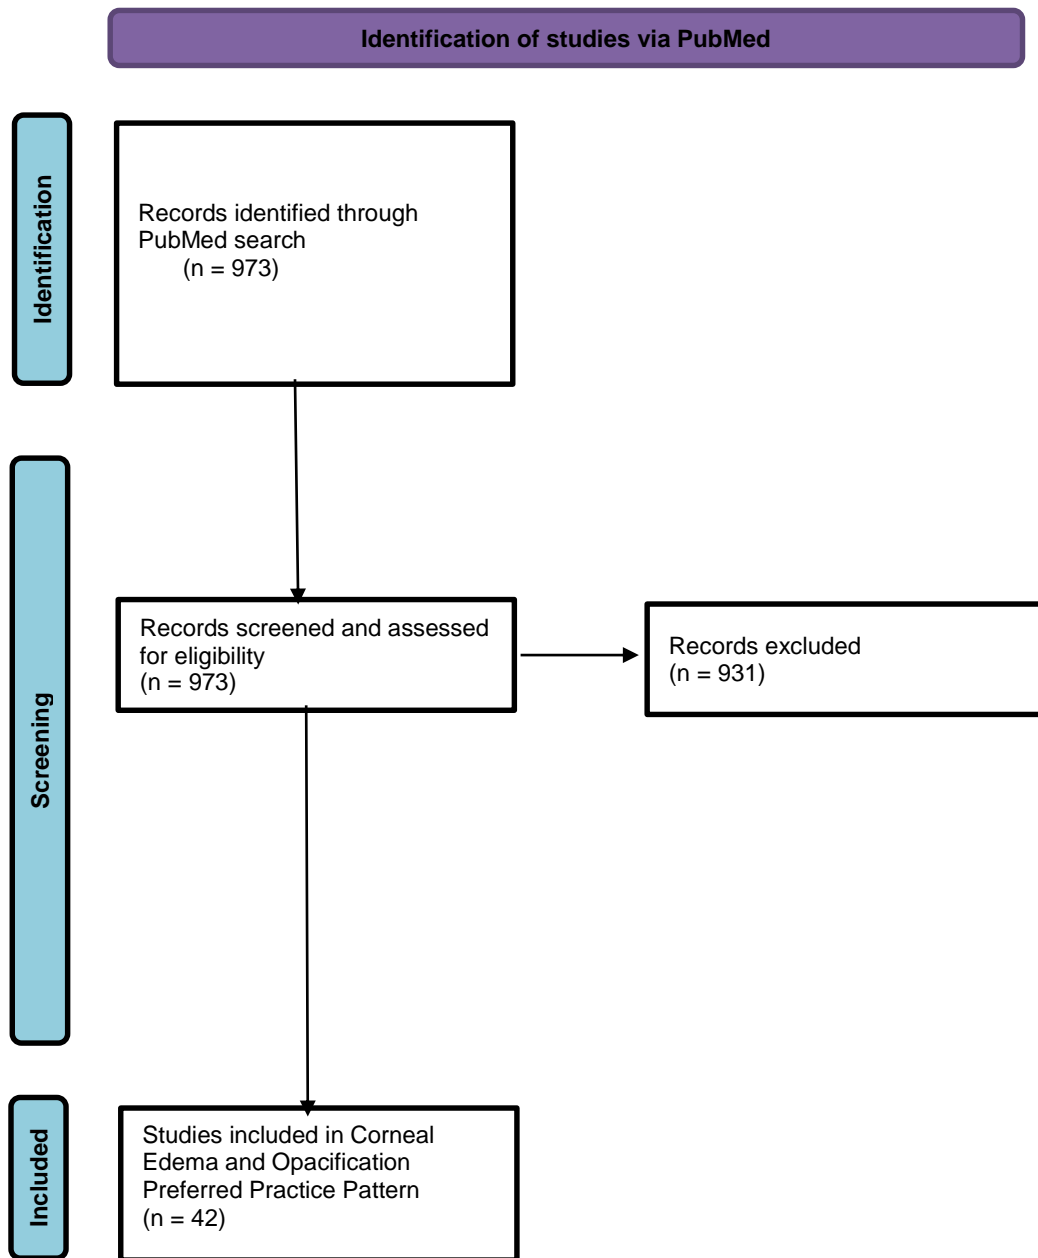 Identification of studies via PubMed
Identification
Records identified through
PubMed search
(n = 973)
Screening
Records screened and assessed
for eligibility
(n = 973)
Records excluded
(n = 931)
Included
Studies included in Corneal
Edema and Opacification
Preferred Practice Pattern
(n = 42)